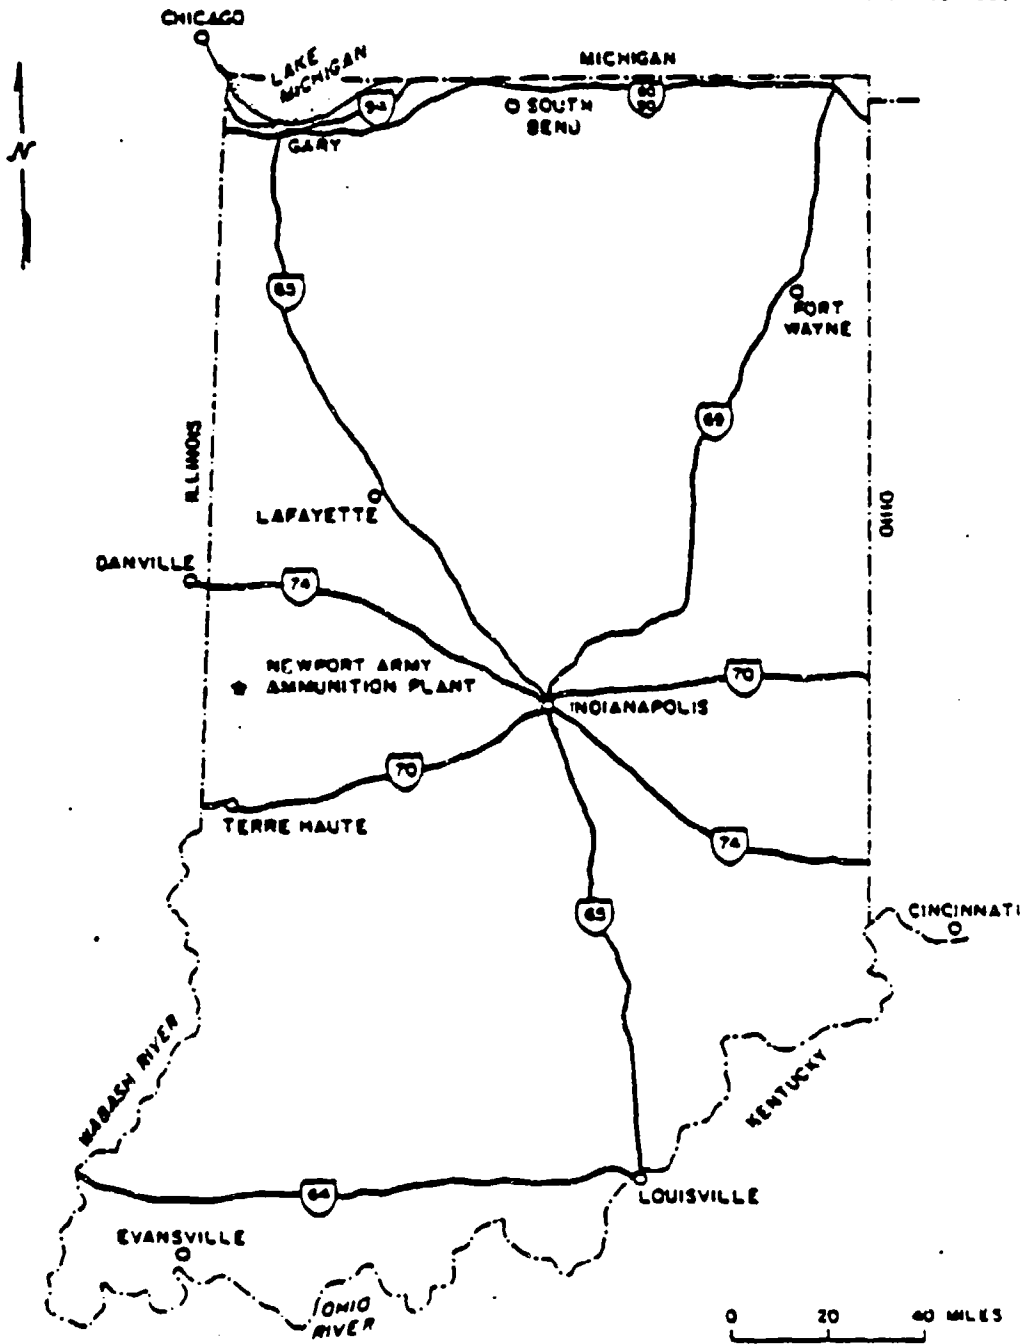 CHICAGO
LAKE
MICHIGAN
MICHIGAN
94
80
90
SOUTH
BEND
N
GARY
65
FORT
WAYNE
69
ILLINOIS
OHIO
LAFAYETTE
DANVILLE
74
NEWPORT ARMY
AMMUNITION PLANT
70
INDIANAPOLIS
70
TERRE HAUTE
74
65
CINCINNATI
WABASH RIVER
KENTUCKY
64
LOUISVILLE
EVANSVILLE
OHIO
RIVER
0 20 40 MILES